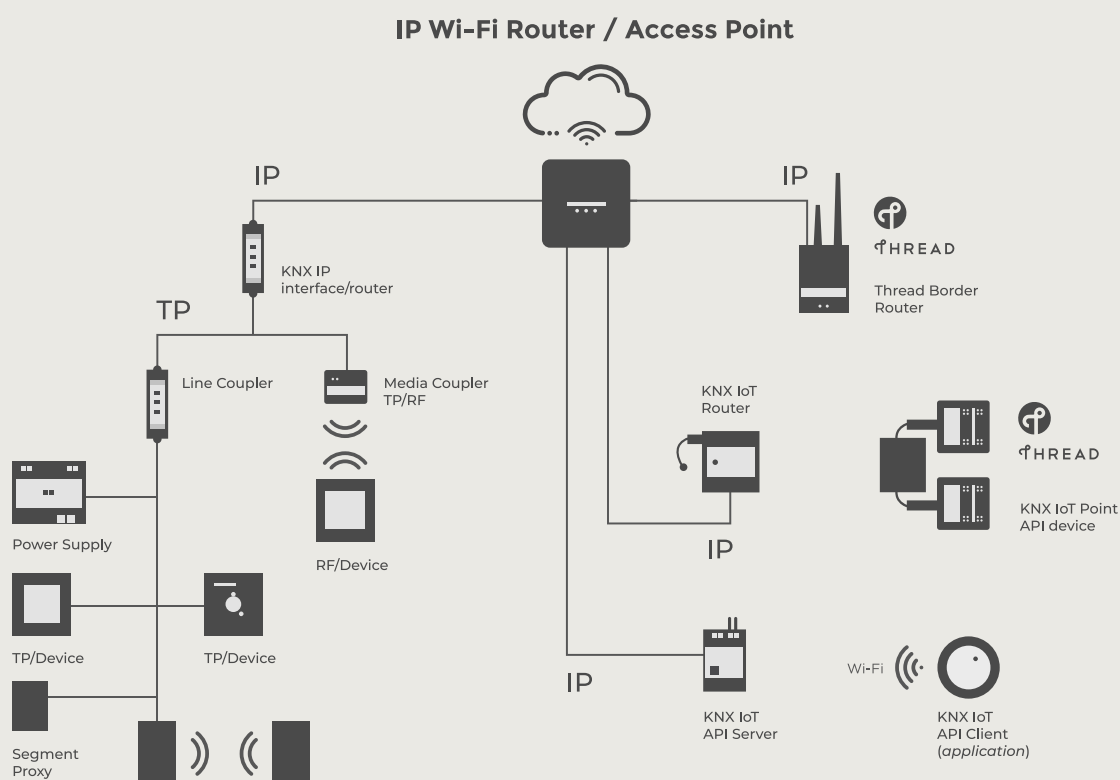 IP Wi-Fi Router / Access Point
IP
IP
THREAD
KNX IP
interface/router
Thread Border
Router
TP
Line Coupler
Media Coupler
TP/RF
KNX IoT
Router
THREAD
KNX IoT Point
API device
Power Supply
IP
RF/Device
TP/Device
TP/Device
IP
Wi-Fi
KNX IoT
API Server
KNX IoT
API Client
(application)
Segment
Proxy